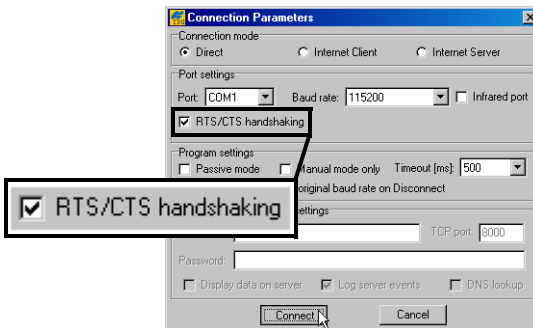 Connection Parameters
Connection mode
Direct Internet Client Internet Server
Port settings
Port: COM1 Baud rate: 115200 Infrared port
RTS/CTS handshaking
Program settings
Passive mode Manual mode only Timeout [ms]: 500
RTS/CTS handshaking
original baud rate on Disconnect
settings
TCP port: 8000
Password:
Display data on server Log server events DNS lookup
Connect Cancel